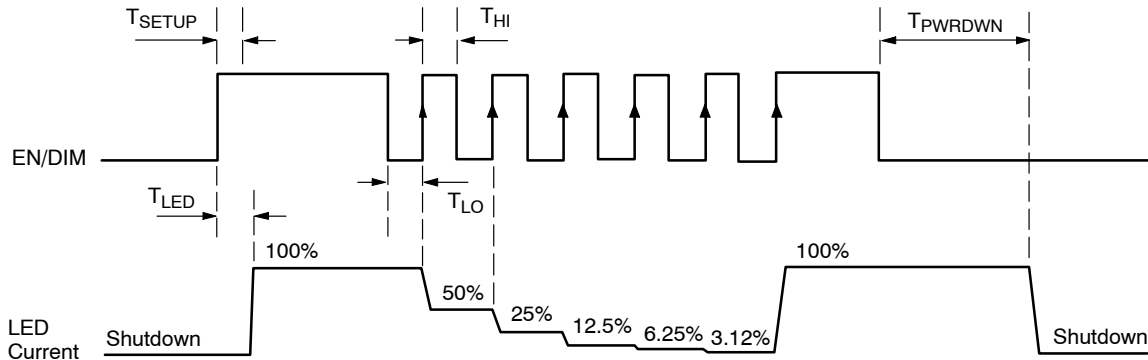 TSETUP
THI
TPWRDWN
EN/DIM
TLED
TLO
100%
50%
25%
12.5%
6.25%
3.12%
100%
LED
Current
Shutdown
Shutdown